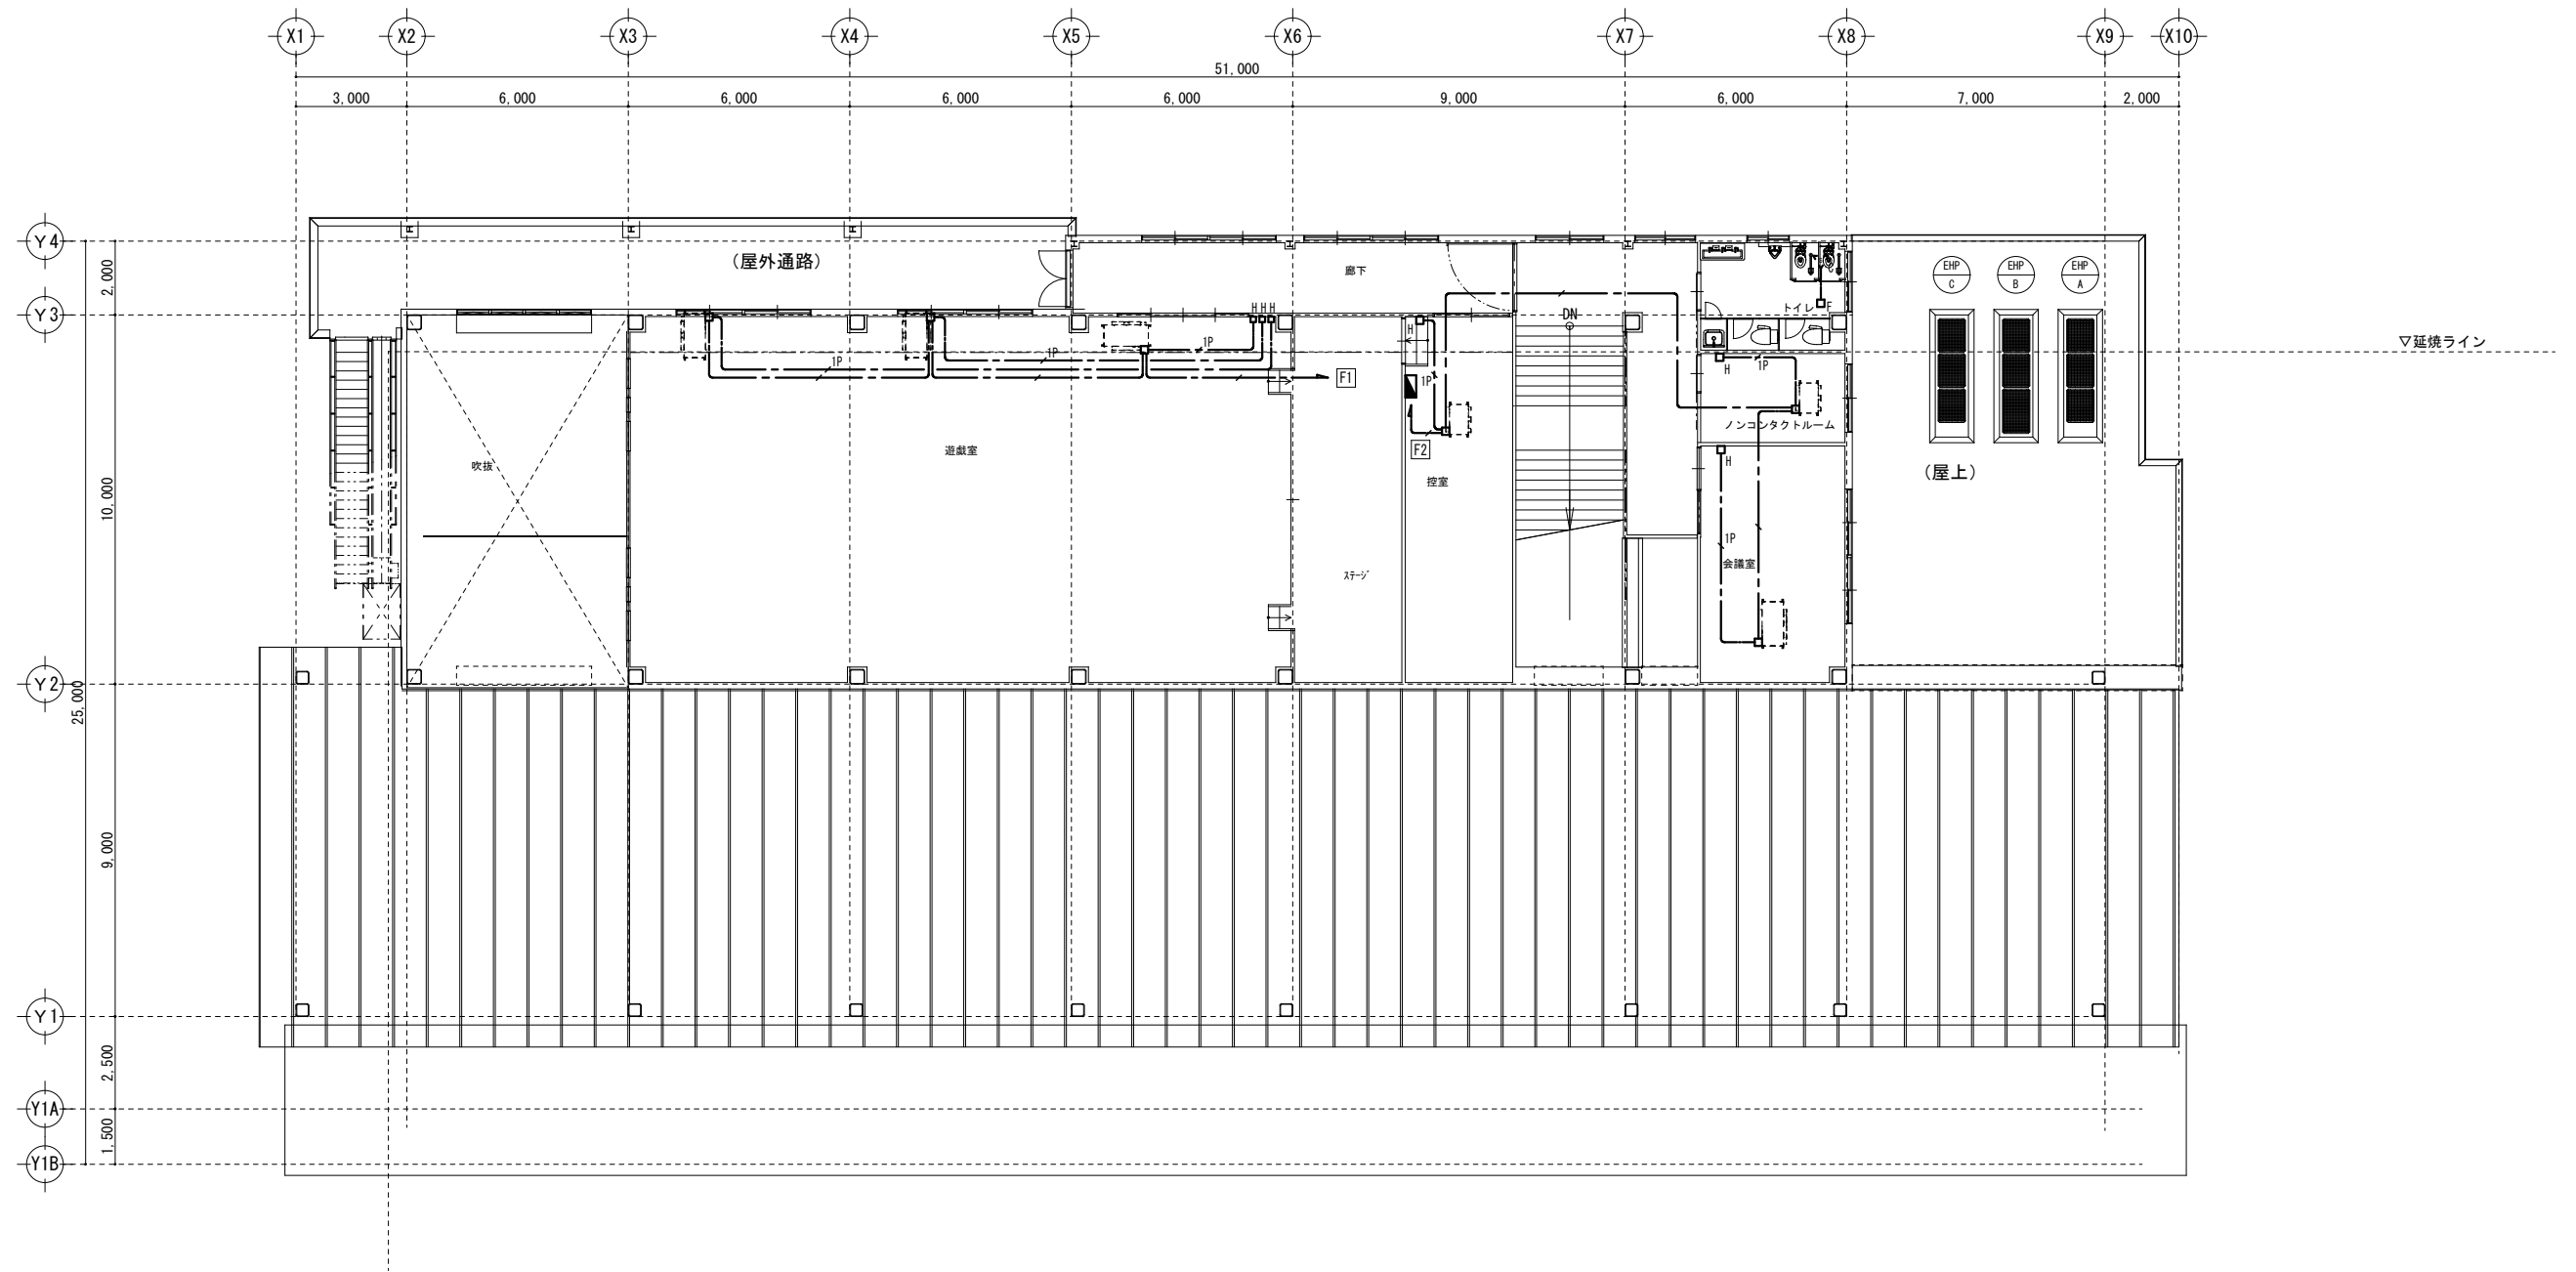 X1 X2 X3 X4 X5 X6 X7 X8 X9 X10
51,000
3,000 6,000 6,000 6,000 6,000 9,000 6,000 7,000 2,000
Y4
(屋外通路)
廊下
EHP
C
EHP
B
EHP
A
2,000
トイレ
F
Y3
H H H
DN
H
1P
1P
1P
1P
H
1P
▽延焼ライン
F1
ノンコンタクトルーム
F2
遊戯室
吹抜
控室
H
(屋上)
10,000
1P
会議室
ステージ
Y2
25,000
9,000
Y1
2,500
Y1A
1,500
Y1B